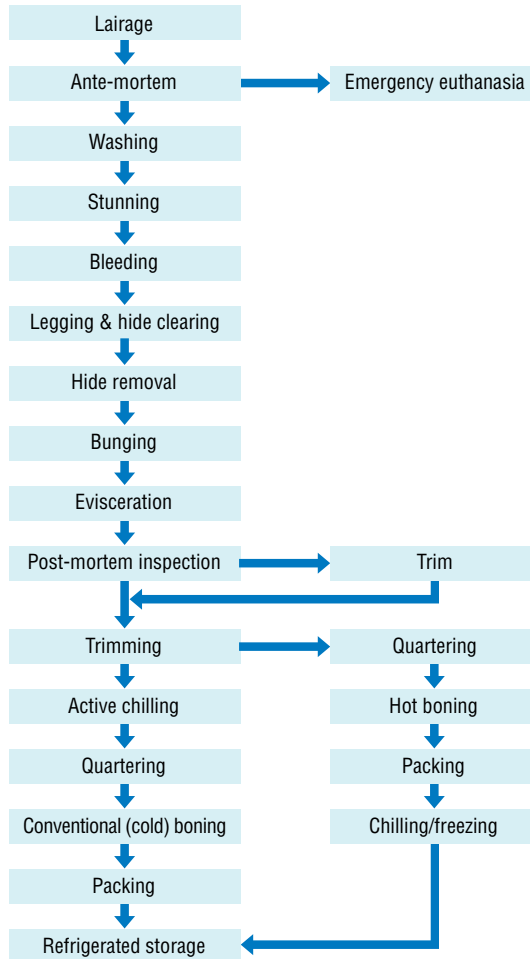 Lairage
Ante-mortem
Emergency euthanasia
Washing
Stunning
Bleeding
Legging & hide clearing
Hide removal
Bunging
Evisceration
Post-mortem inspection
Trim
Trimming
Quartering
Active chilling
Hot boning
Quartering
Packing
Conventional (cold) boning
Chilling/freezing
Packing
Refrigerated storage